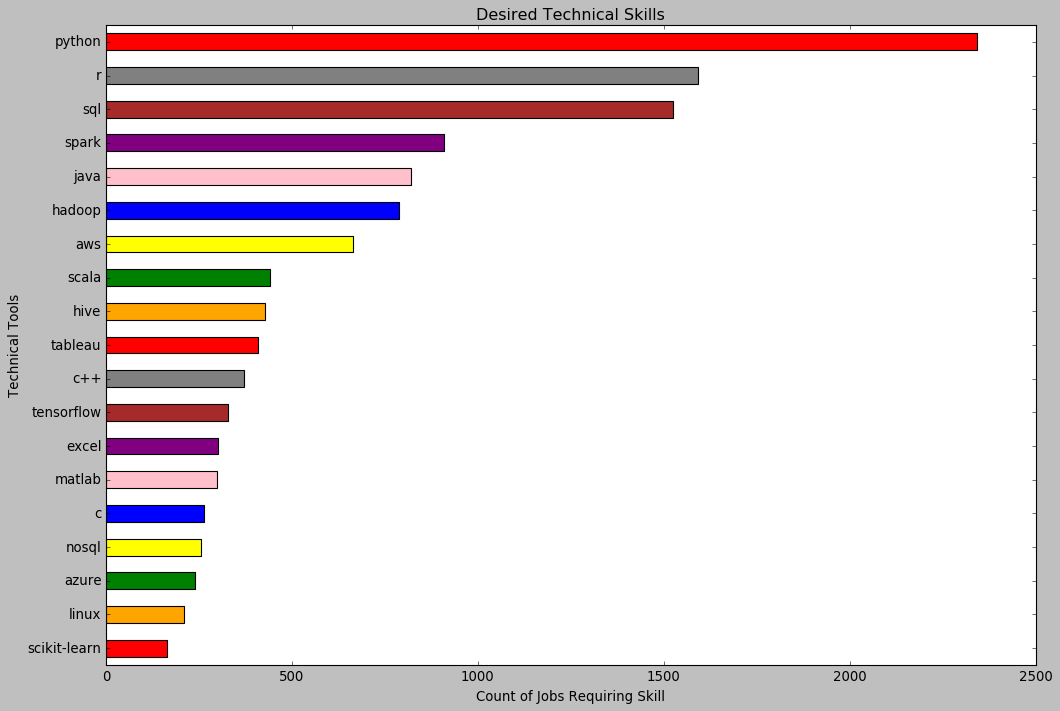 Desired Technical Skills
python
r
sql
spark
java
hadoop
aws
scala
hive
tableau
c++
tensorflow
excel
matlab
c
nosql
azure
linux
scikit-learn
Technical Tools
0 500 1000 1500 2000 2500
Count of Jobs Requiring Skill